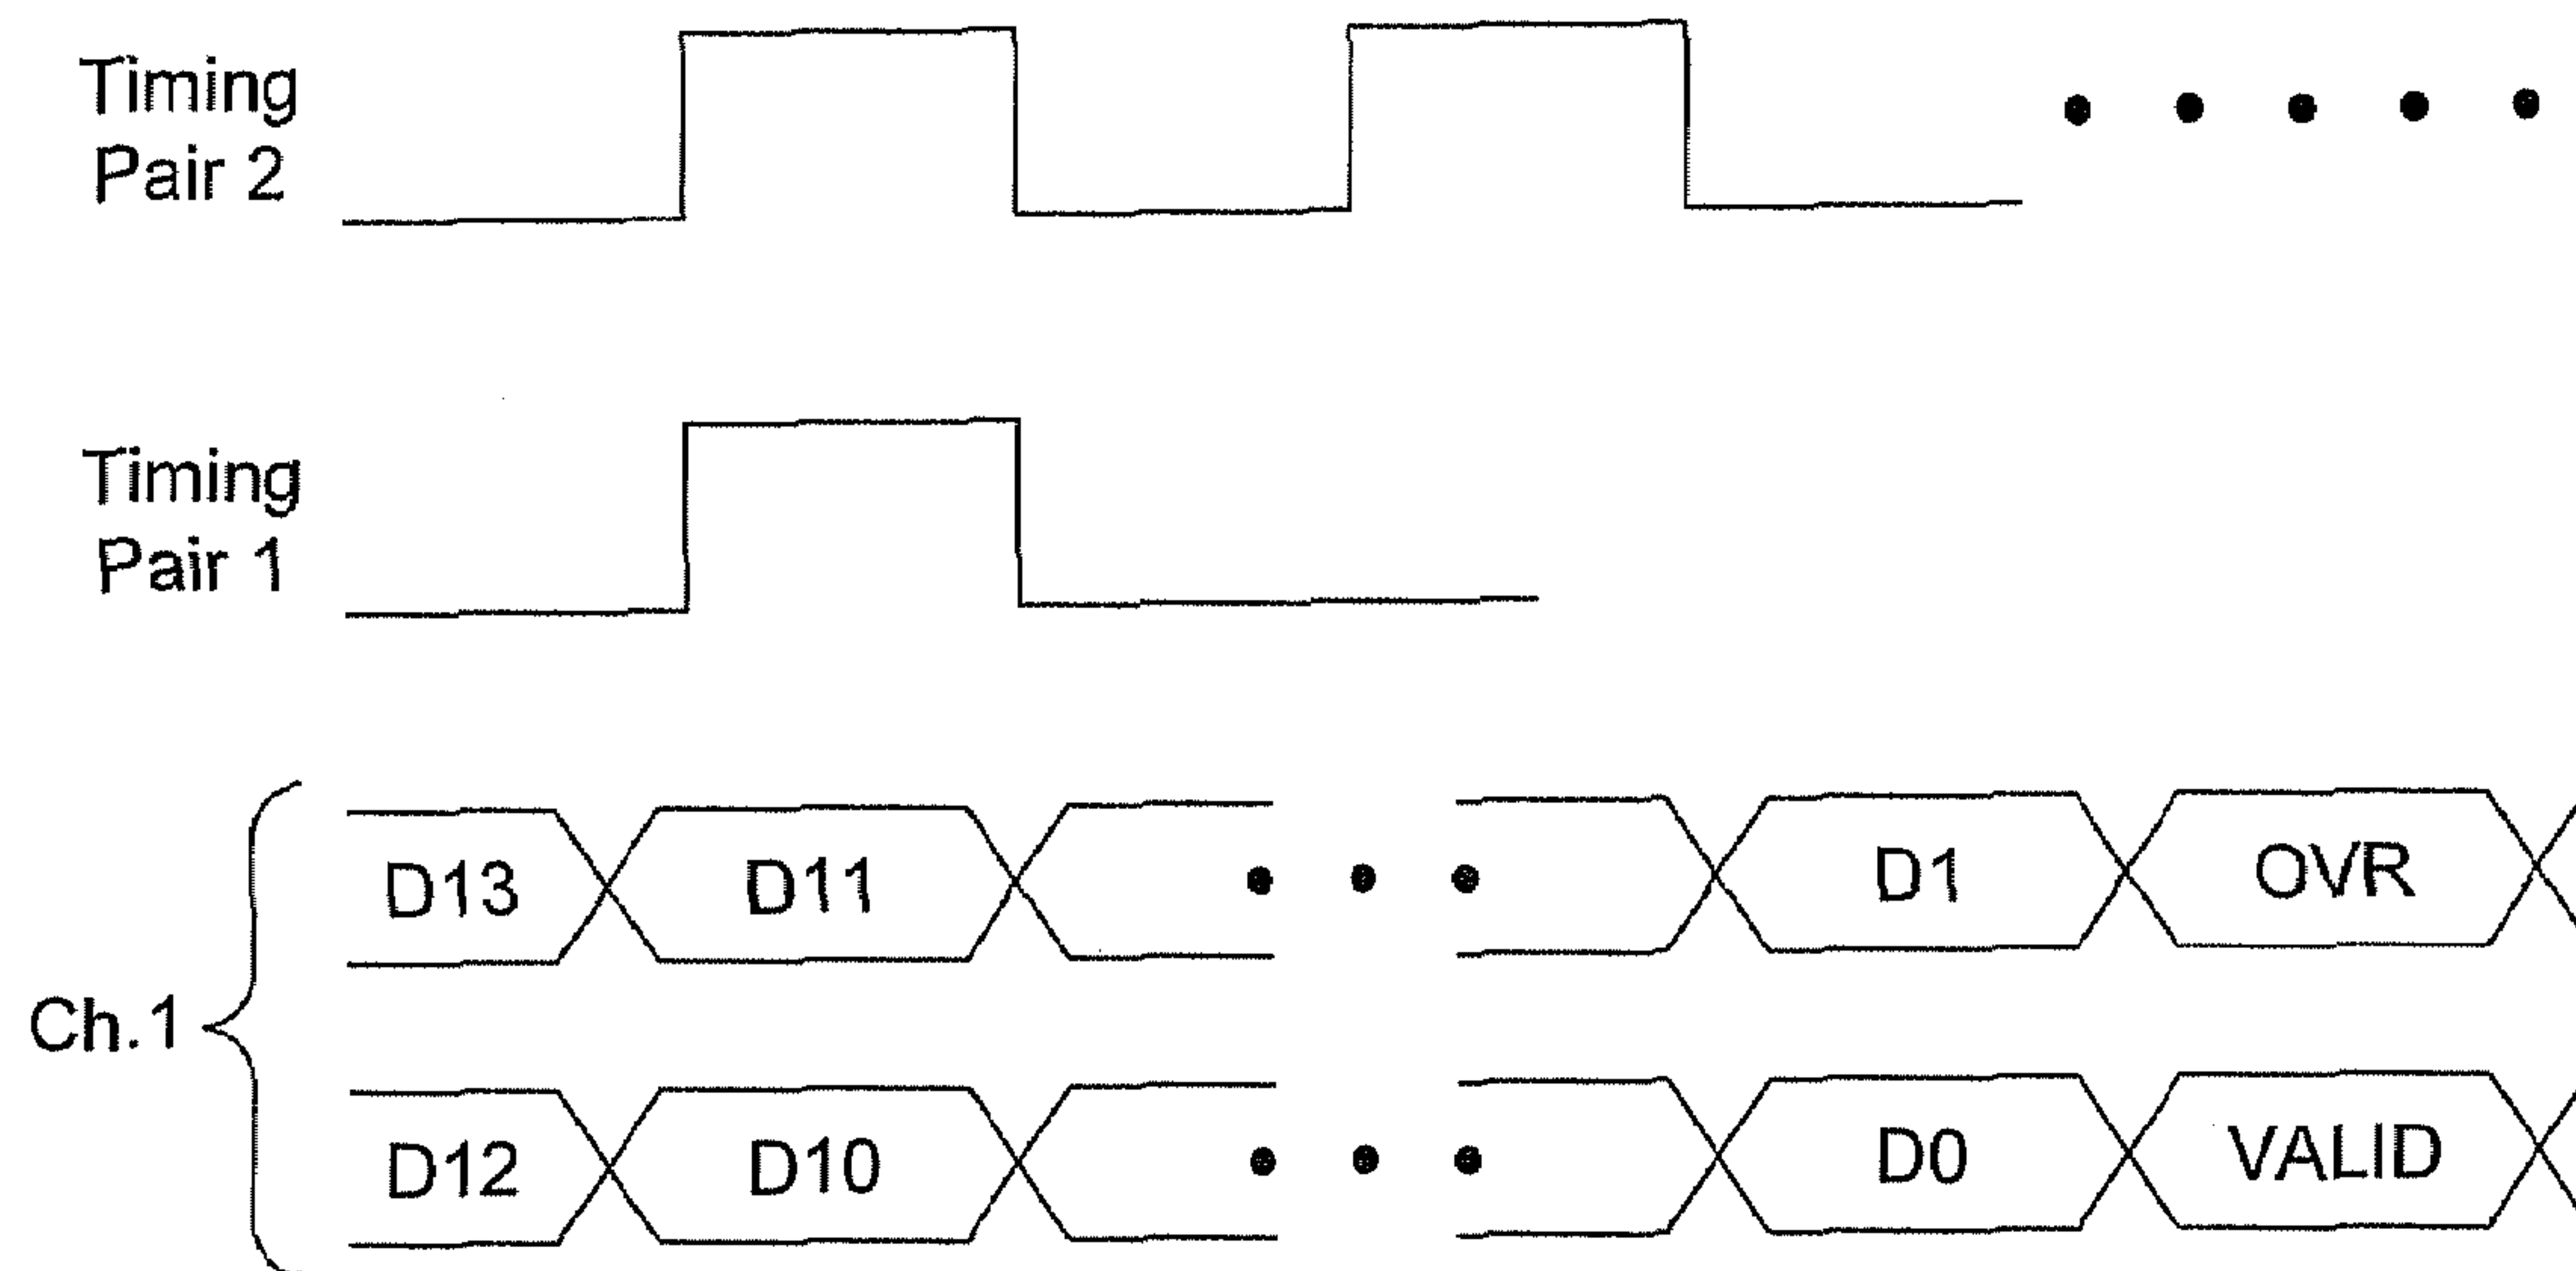 Timing
Pair 2
Timing
Pair 1
Ch.1
D13 D11 D1 OVR
D12 D10 D0 VALID